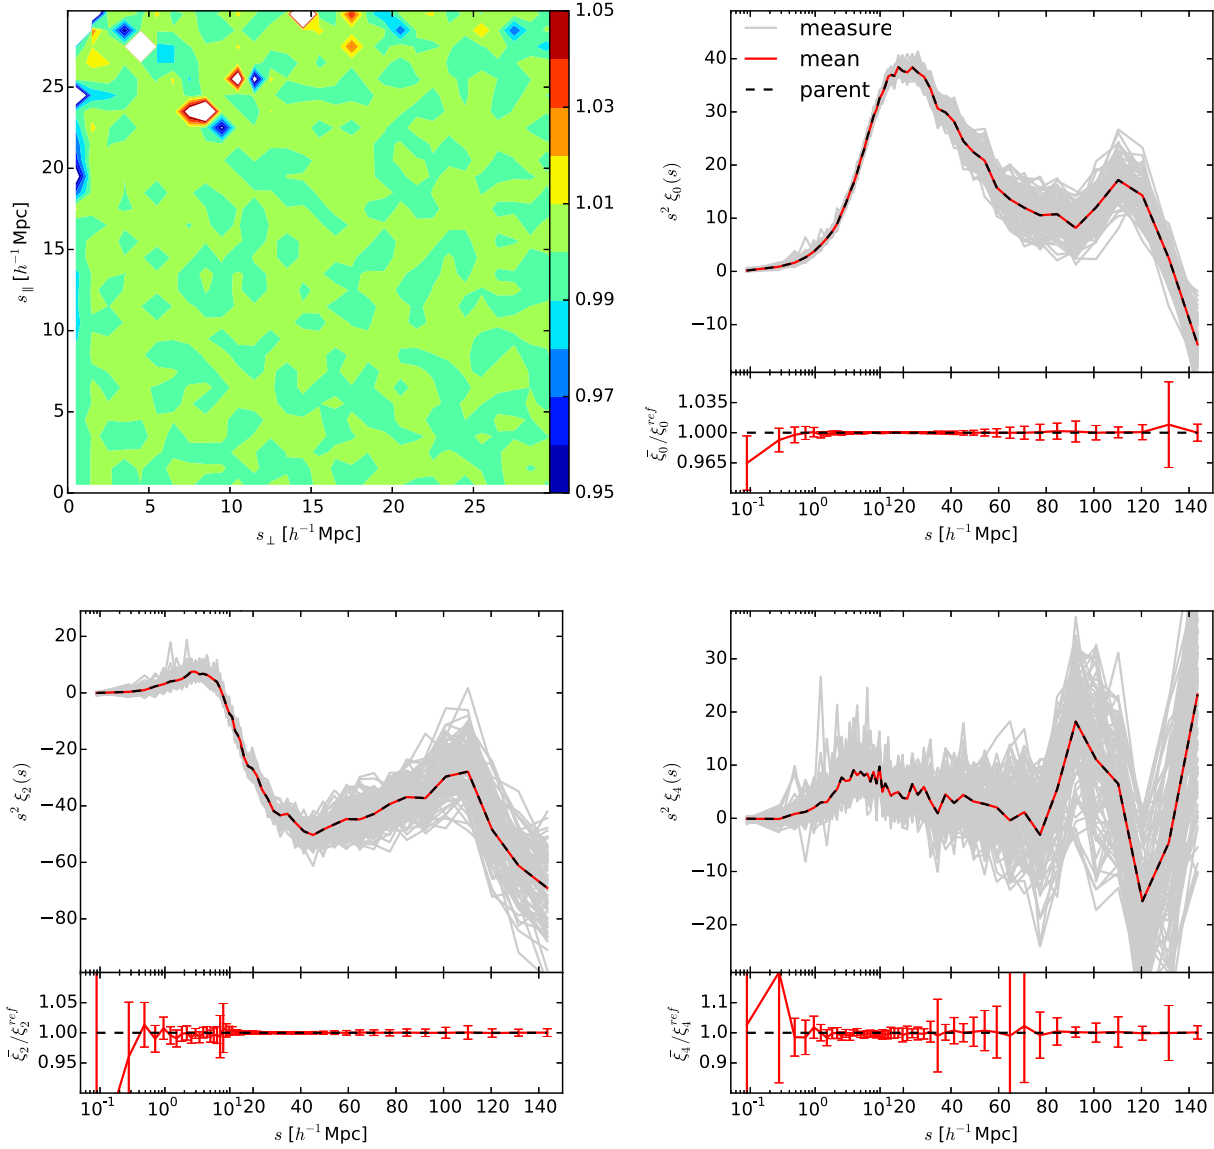 1.05
1.03
1.01
0.99
0.97
0.95
25
20
15
10
5
0
0 5 10 15 20 25
s∥ [h⁻¹ Mpc]
s⊥ [h⁻¹ Mpc]
measure
mean
parent
40
30
20
10
0
−10
s² ξ₀(s)
1.035
1.000
0.965
ξ̄₀/ξ₀^ref
10⁻¹ 10⁰ 10¹ 20 40 60 80 100 120 140
s [h⁻¹ Mpc]
20
0
−20
−40
−60
−80
s² ξ₂(s)
1.05
1.00
0.95
ξ̄₂/ξ₂^ref
10⁻¹ 10⁰ 10¹ 20 40 60 80 100 120 140
s [h⁻¹ Mpc]
30
20
10
0
−10
−20
s² ξ₄(s)
1.1
1.0
0.9
ξ̄₄/ξ₄^ref
10⁻¹ 10⁰ 10¹ 20 40 60 80 100 120 140
s [h⁻¹ Mpc]